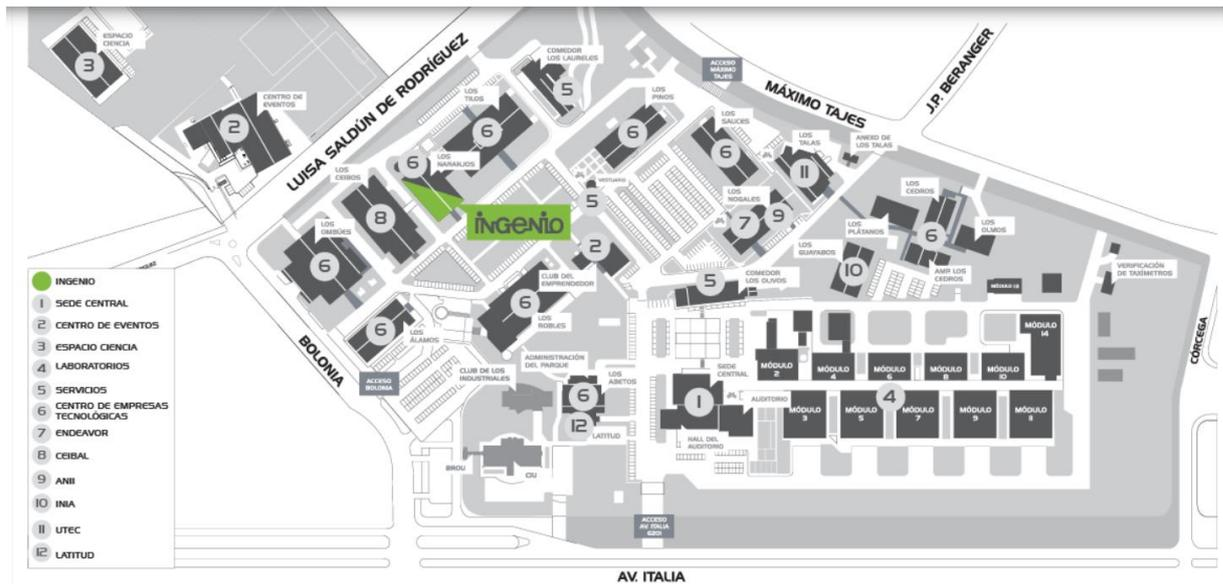 ESPACIO
CIENCIA
3
CENTRO DE
EVENTOS
2
LUISA SALDÚN DE RODRÍGUEZ
COMEDOR
LOS LAURELES
5
ACCESO
MÁXIMO
TAJES
MÁXIMO TAJES
J.P. BERANGER
LOS
TILOS
6
LOS
PINOS
6
LOS
SAUCES
6
LOS
TALAS
11
ANEXO DE
LOS TALAS
LOS
NARANJOS
6
LOS
CEIBOS
8
INGENIO
VESTUARIO
5
LOS
NOGALES
7
9
LOS
CEDROS
6
LOS
OLMOS
LOS
PLÁTANOS
LOS
GUAYABOS
10
AMP LOS
CEDROS
LOS
OMBÚES
6
2
CLUB DEL
EMPRENDEDOR
6
LOS
ROBLES
COMEDOR
LOS OLIVOS
5
VERIFICACIÓN
DE TAXÍMETROS
MÓDULO 12
MÓDULO
14
6
LOS
ÁLAMOS
BOLONIA
ACCESO
BOLONIA
CLUB DE LOS
INDUSTRIALES
ADMINISTRACIÓN
DEL PARQUE
LOS
ABETOS
6
12
LATITUD
SEDE
CENTRAL
1
AUDITORIO
HALL DEL
AUDITORIO
MÓDULO
2
MÓDULO
4
MÓDULO
6
MÓDULO
8
MÓDULO
10
4
MÓDULO
3
MÓDULO
5
MÓDULO
7
MÓDULO
9
MÓDULO
11
CÓRCEGA
BROU
CIU
ACCESO
AV. ITALIA
6201
AV. ITALIA
INGENIO
1 SEDE CENTRAL
2 CENTRO DE EVENTOS
3 ESPACIO CIENCIA
4 LABORATORIOS
5 SERVICIOS
6 CENTRO DE EMPRESAS
TECNOLÓGICAS
7 ENDEAVOR
8 CEIBAL
9 ANII
10 INIA
11 UTEC
12 LATITUD